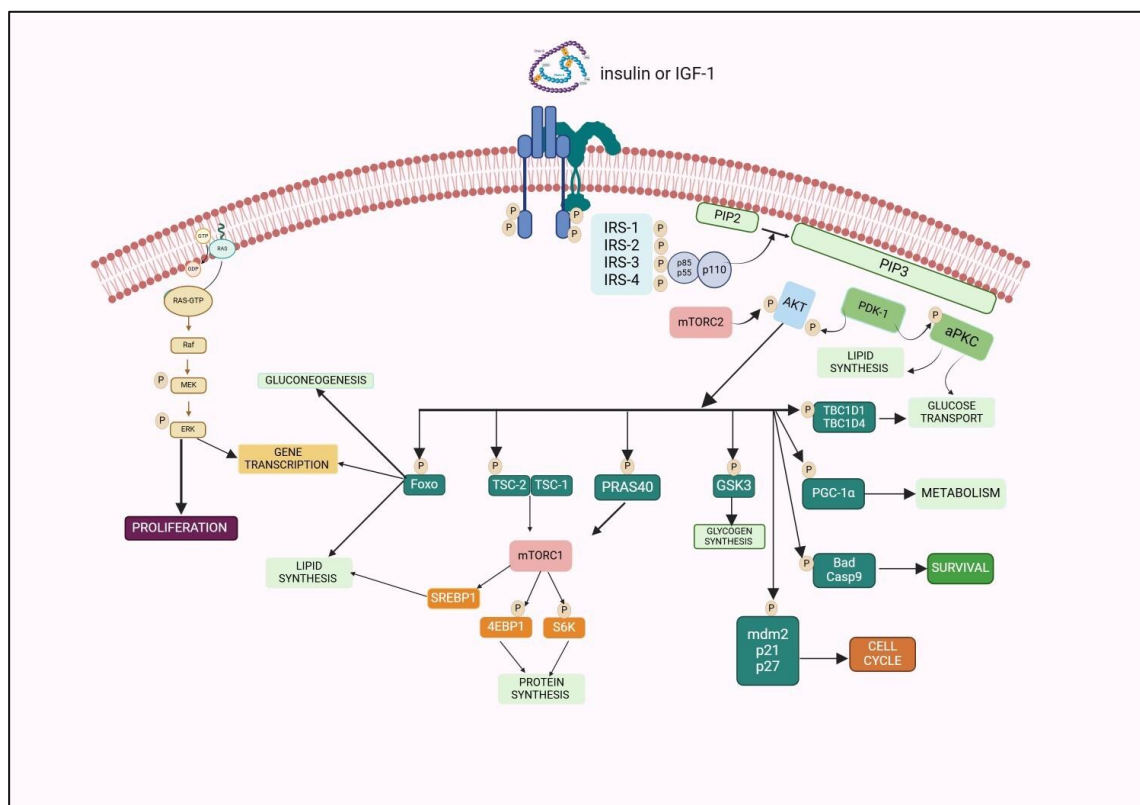 insulin or IGF-1
P
P
P
P
IRS-1
IRS-2
IRS-3
IRS-4
P
P
P
P
p85
p55
p110
PIP2
PIP3
GTP
RAS
GDP
RAS-GTP
Raf
P
MEK
P
ERK
mTORC2
P
AKT
P
PDK-1
P
aPKC
LIPID
SYNTHESIS
GLUCOSE
TRANSPORT
GLUCONEOGENESIS
GENE
TRANSCRIPTION
PROLIFERATION
P
Foxo
P
TSC-2
TSC-1
P
PRAS40
P
GSK3
GLYCOGEN
SYNTHESIS
P
TBC1D1
TBC1D4
P
PGC-1α
METABOLISM
P
Bad
Casp9
SURVIVAL
P
mdm2
p21
p27
CELL
CYCLE
LIPID
SYNTHESIS
mTORC1
SREBP1
P
4EBP1
P
S6K
PROTEIN
SYNTHESIS